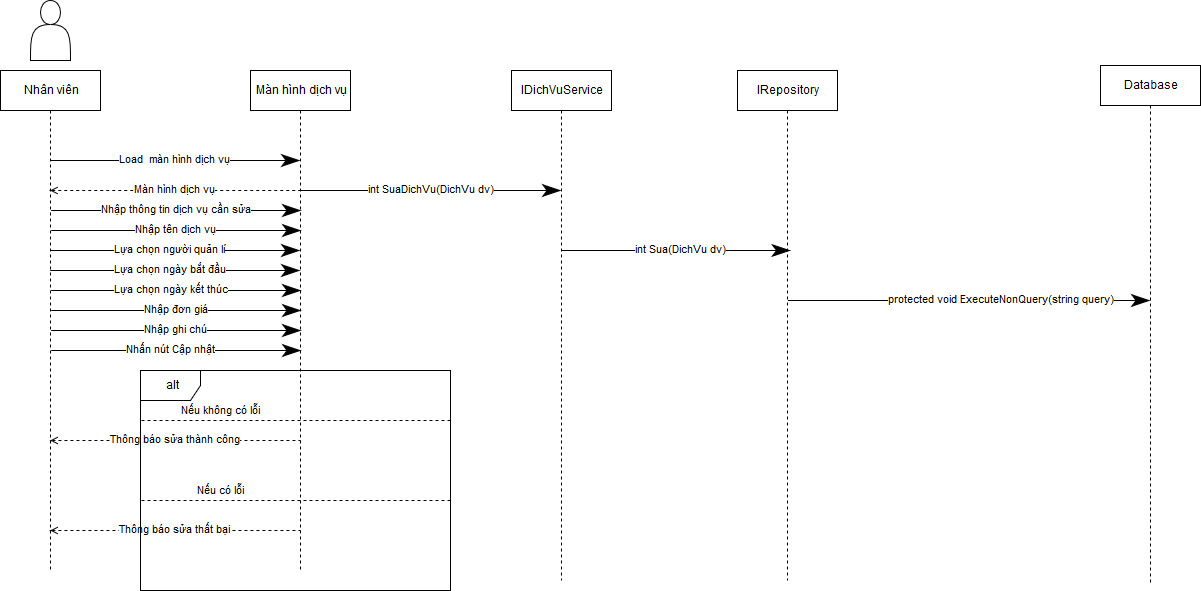 Nhân viên
Màn hình dịch vụ
IDichVuService
IRepository
Database
Load màn hình dịch vụ
Màn hình dịch vụ
int SuaDichVu(DichVu dv)
Nhập thông tin dịch vụ cần sửa
Nhập tên dịch vụ
Lựa chọn người quản lí
int Sua(DichVu dv)
Lựa chọn ngày bắt đầu
Lựa chọn ngày kết thúc
protected void ExecuteNonQuery(string query)
Nhập đơn giá
Nhập ghi chú
Nhấn nút Cập nhật
alt
Nếu không có lỗi
Thông báo sửa thành công
Nếu có lỗi
Thông báo sửa thất bại